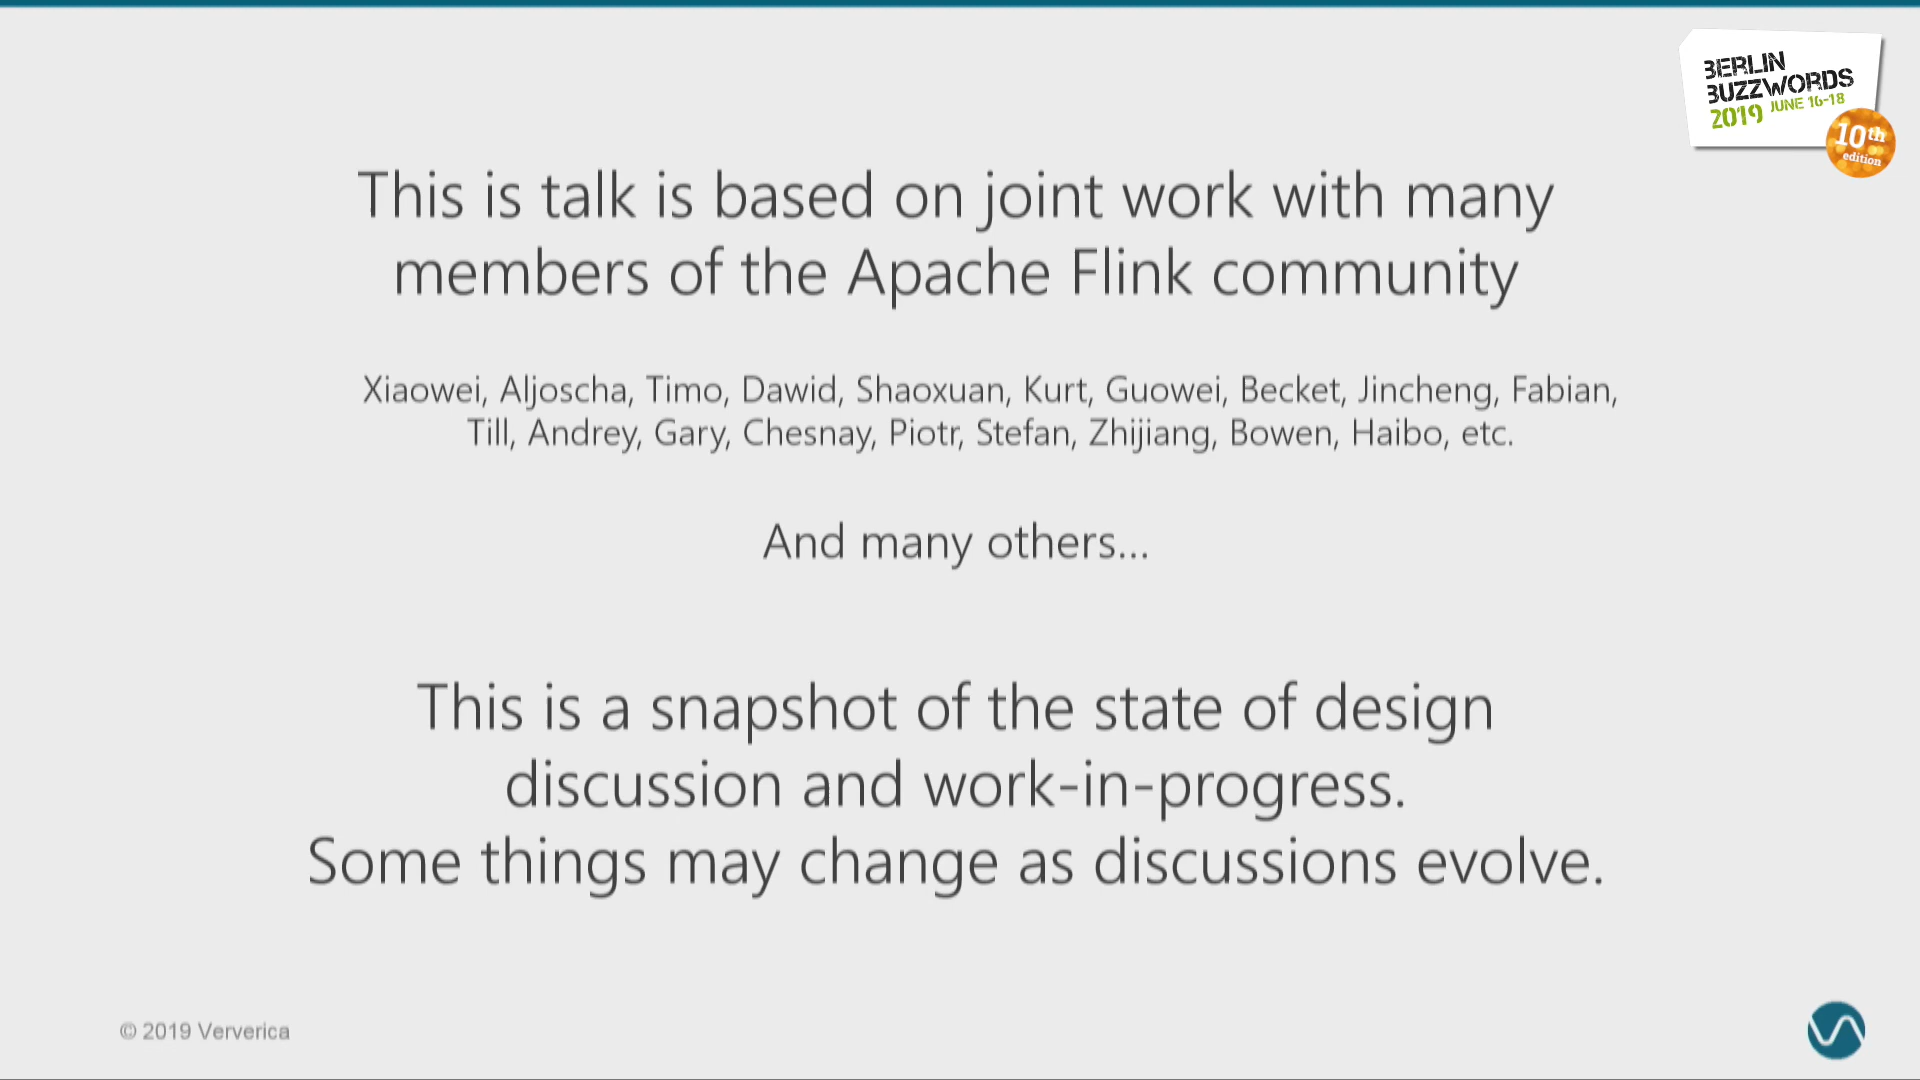 BERLIN
BUZZWORDS
2019 JUNE 16-18
10th
edition
This is talk is based on joint work with many
members of the Apache Flink community
Xiaowei, Aljoscha, Timo, Dawid, Shaoxuan, Kurt, Guowei, Becket, Jincheng, Fabian,
Till, Andrey, Gary, Chesnay, Piotr, Stefan, Zhijiang, Bowen, Haibo, etc.
And many others...
This is a snapshot of the state of design
discussion and work-in-progress.
Some things may change as discussions evolve.
© 2019 Ververica